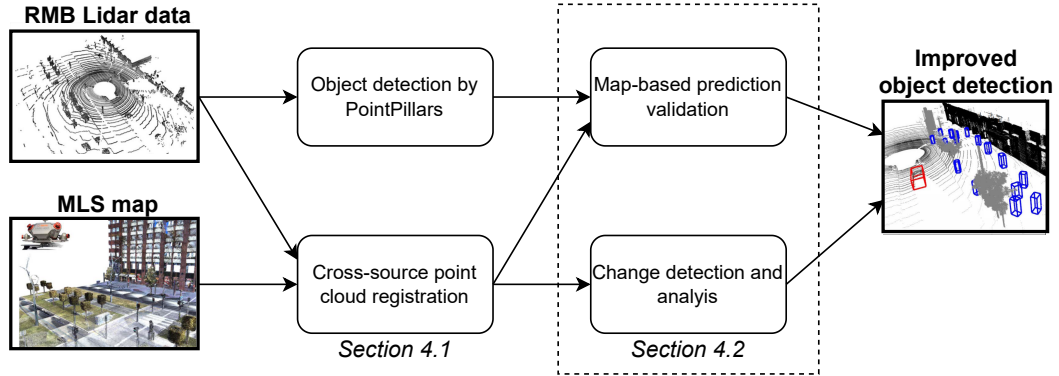 RMB Lidar data
Object detection by
PointPillars
Map-based prediction
validation
Improved
object detection
MLS map
Cross-source point
cloud registration
Change detection and
analyis
Section 4.1
Section 4.2